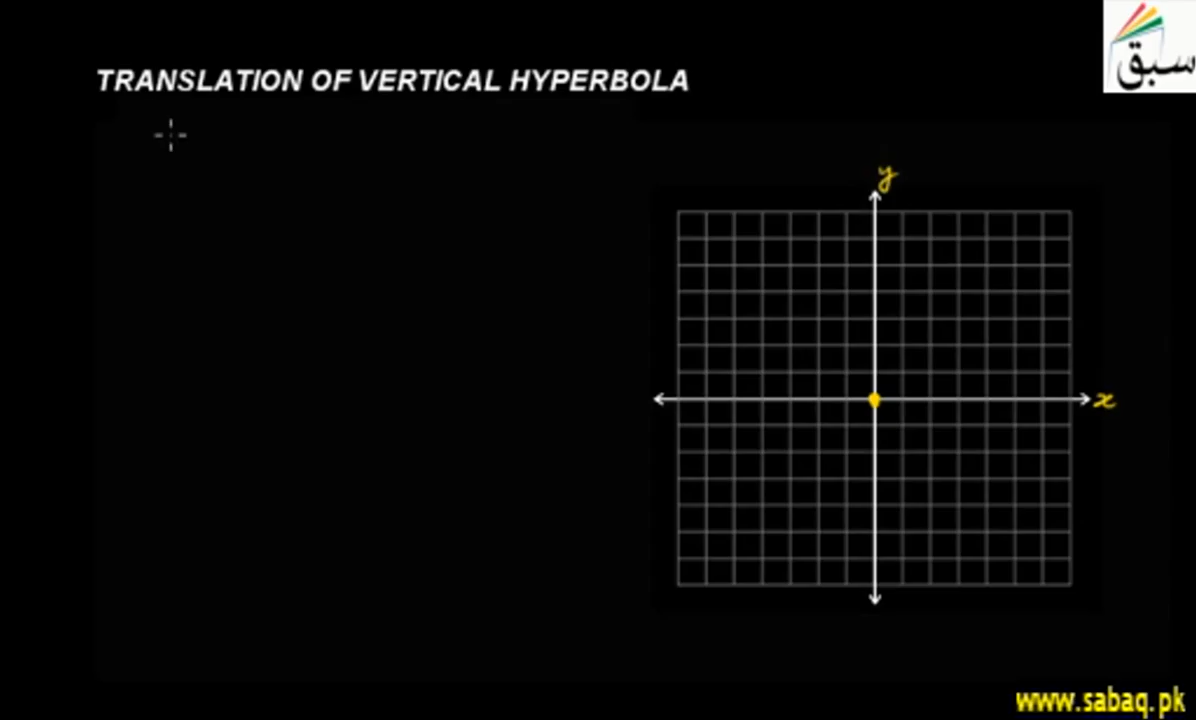 سبق
TRANSLATION OF VERTICAL HYPERBOLA
y
x
www.sabaq.pk